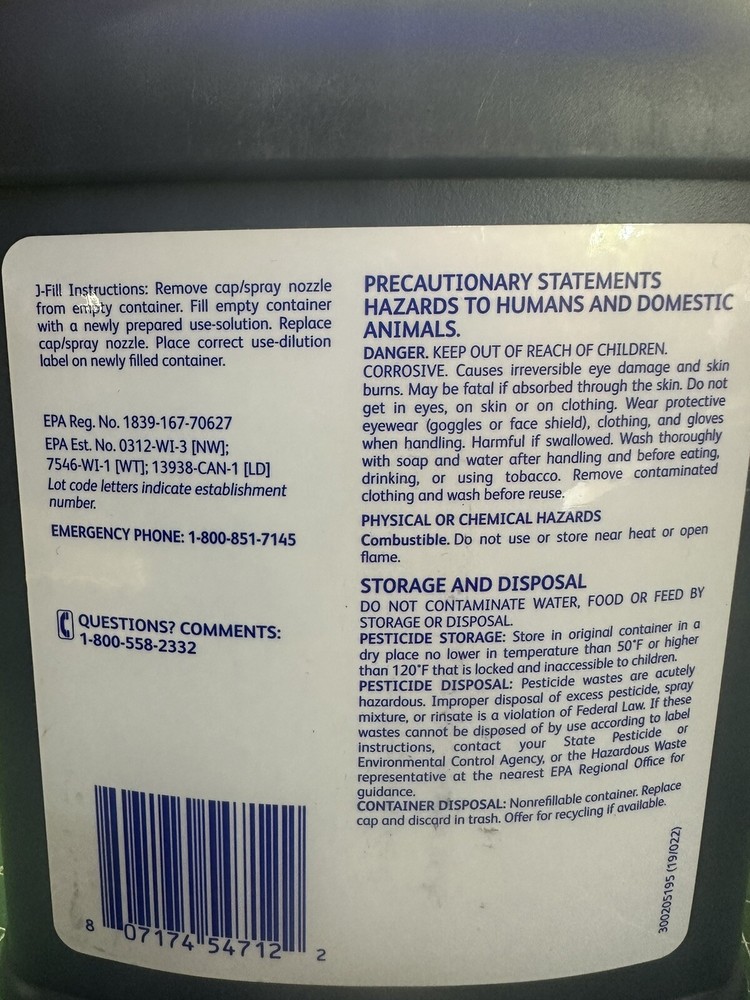 J-Fill Instructions: Remove cap/spray nozzle
from empty container. Fill empty container
with a newly prepared use-solution. Replace
cap/spray nozzle. Place correct use-dilution
label on newly filled container.
EPA Reg. No. 1839-167-70627
EPA Est. No. 0312-WI-3 [NW];
7546-WI-1 [WT]; 13938-CAN-1 [LD]
Lot code letters indicate establishment
number.
EMERGENCY PHONE: 1-800-851-7145
QUESTIONS? COMMENTS:
1-800-558-2332
8 07174 54712 2
PRECAUTIONARY STATEMENTS
HAZARDS TO HUMANS AND DOMESTIC
ANIMALS.
DANGER. KEEP OUT OF REACH OF CHILDREN.
CORROSIVE. Causes irreversible eye damage and skin
burns. May be fatal if absorbed through the skin. Do not
get in eyes, on skin or on clothing. Wear protective
eyewear (goggles or face shield), clothing, and gloves
when handling. Harmful if swallowed. Wash thoroughly
with soap and water after handling and before eating,
drinking, or using tobacco. Remove contaminated
clothing and wash before reuse.
PHYSICAL OR CHEMICAL HAZARDS
Combustible. Do not use or store near heat or open
flame.
STORAGE AND DISPOSAL
DO NOT CONTAMINATE WATER, FOOD OR FEED BY
STORAGE OR DISPOSAL.
PESTICIDE STORAGE: Store in original container in a
dry place no lower in temperature than 50°F or higher
than 120°F that is locked and inaccessible to children.
PESTICIDE DISPOSAL: Pesticide wastes are acutely
hazardous. Improper disposal of excess pesticide, spray
mixture, or rinsate is a violation of Federal Law. If these
wastes cannot be disposed of by use according to label
instructions, contact your State Pesticide or
Environmental Control Agency, or the Hazardous Waste
representative at the nearest EPA Regional Office for
guidance.
CONTAINER DISPOSAL: Nonrefillable container. Replace
cap and discard in trash. Offer for recycling if available.
300205195 (19/022)